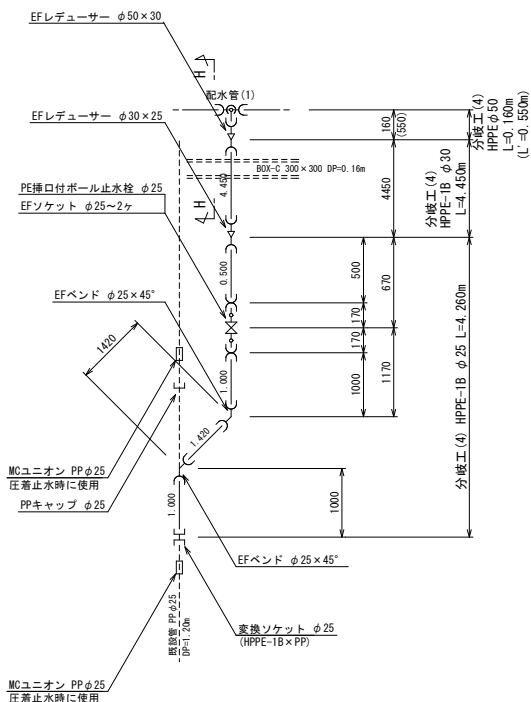 EFレデューサー φ50×30
H
配水管(1)
EFレデューサー φ30×25
160
(550)
分岐工(4)
HPPEφ50
L=0.160m
(L'=0.550m)
BOX-C 300×300 DP=0.16m
4.450
4450
分岐工(4)
HPPE-1B φ30
L=4.450m
PE挿口付ボール止水栓 φ25
EFソケット φ25~2ヶ
H
0.500
500
670
170
170
EFベンド φ25×45°
1420
1.000
1000
1170
分岐工(4) HPPE-1B φ25 L=4.260m
1.420
MCユニオン PPφ25
圧着止水時に使用
PPキャップ φ25
1.000
1000
EFベンド φ25×45°
変換ソケット φ25
(HPPE-1B×PP)
既設管 PPφ25
DP=1.20m
MCユニオン PPφ25
圧着止水時に使用